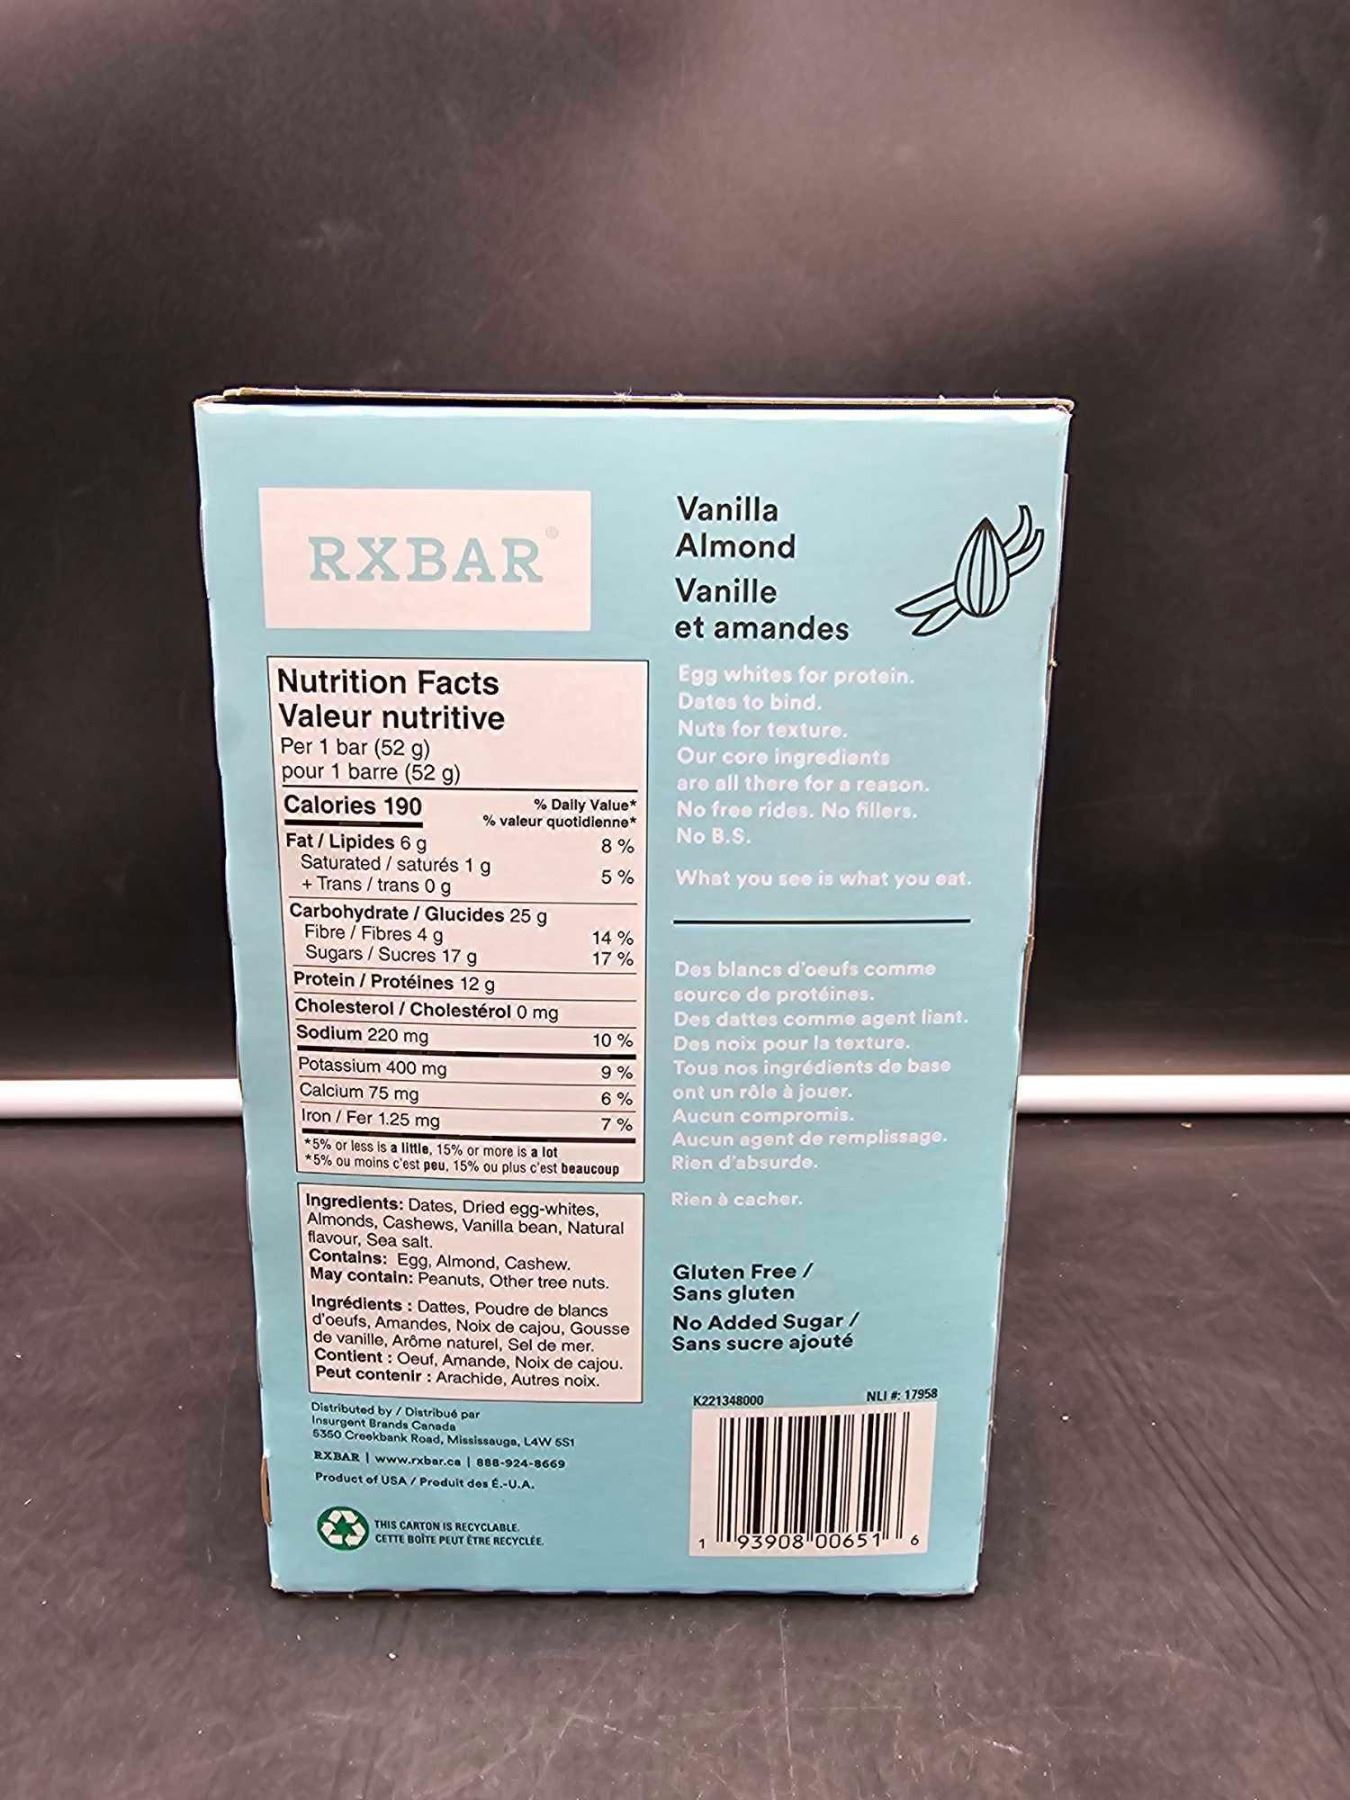 RXBAR®
Vanilla
Almond
Vanille
et amandes
Egg whites for protein.
Dates to bind.
Nuts for texture.
Our core ingredients
are all there for a reason.
No free rides. No fillers.
No B.S.
What you see is what you eat.
Des blancs d'oeufs comme
source de protéines.
Des dattes comme agent liant.
Des noix pour la texture.
Tous nos ingrédients de base
ont un rôle à jouer.
Aucun compromis.
Aucun agent de remplissage.
Rien d'absurde.
Rien à cacher.
Gluten Free /
Sans gluten
No Added Sugar /
Sans sucre ajouté
Nutrition Facts
Valeur nutritive
Per 1 bar (52 g)
pour 1 barre (52 g)
Calories 190
% Daily Value*
% valeur quotidienne*
Fat / Lipides 6 g 8 %
Saturated / saturés 1 g
+ Trans / trans 0 g 5 %
Carbohydrate / Glucides 25 g
Fibre / Fibres 4 g 14 %
Sugars / Sucres 17 g 17 %
Protein / Protéines 12 g
Cholesterol / Cholestérol 0 mg
Sodium 220 mg 10 %
Potassium 400 mg 9 %
Calcium 75 mg 6 %
Iron / Fer 1.25 mg 7 %
*5% or less is a little, 15% or more is a lot
*5% ou moins c'est peu, 15% ou plus c'est beaucoup
Ingredients: Dates, Dried egg-whites,
Almonds, Cashews, Vanilla bean, Natural
flavour, Sea salt.
Contains: Egg, Almond, Cashew.
May contain: Peanuts, Other tree nuts.
Ingrédients : Dattes, Poudre de blancs
d'oeufs, Amandes, Noix de cajou, Gousse
de vanille, Arôme naturel, Sel de mer.
Contient : Oeuf, Amande, Noix de cajou.
Peut contenir : Arachide, Autres noix.
Distributed by / Distribué par
Insurgent Brands Canada
5350 Creekbank Road, Mississauga, L4W 5S1
RXBAR | www.rxbar.ca | 888-924-8669
Product of USA / Produit des É.-U.A.
THIS CARTON IS RECYCLABLE.
CETTE BOÎTE PEUT ÊTRE RECYCLÉE.
K221348000 NLI #: 17958
1 93908 00651 6